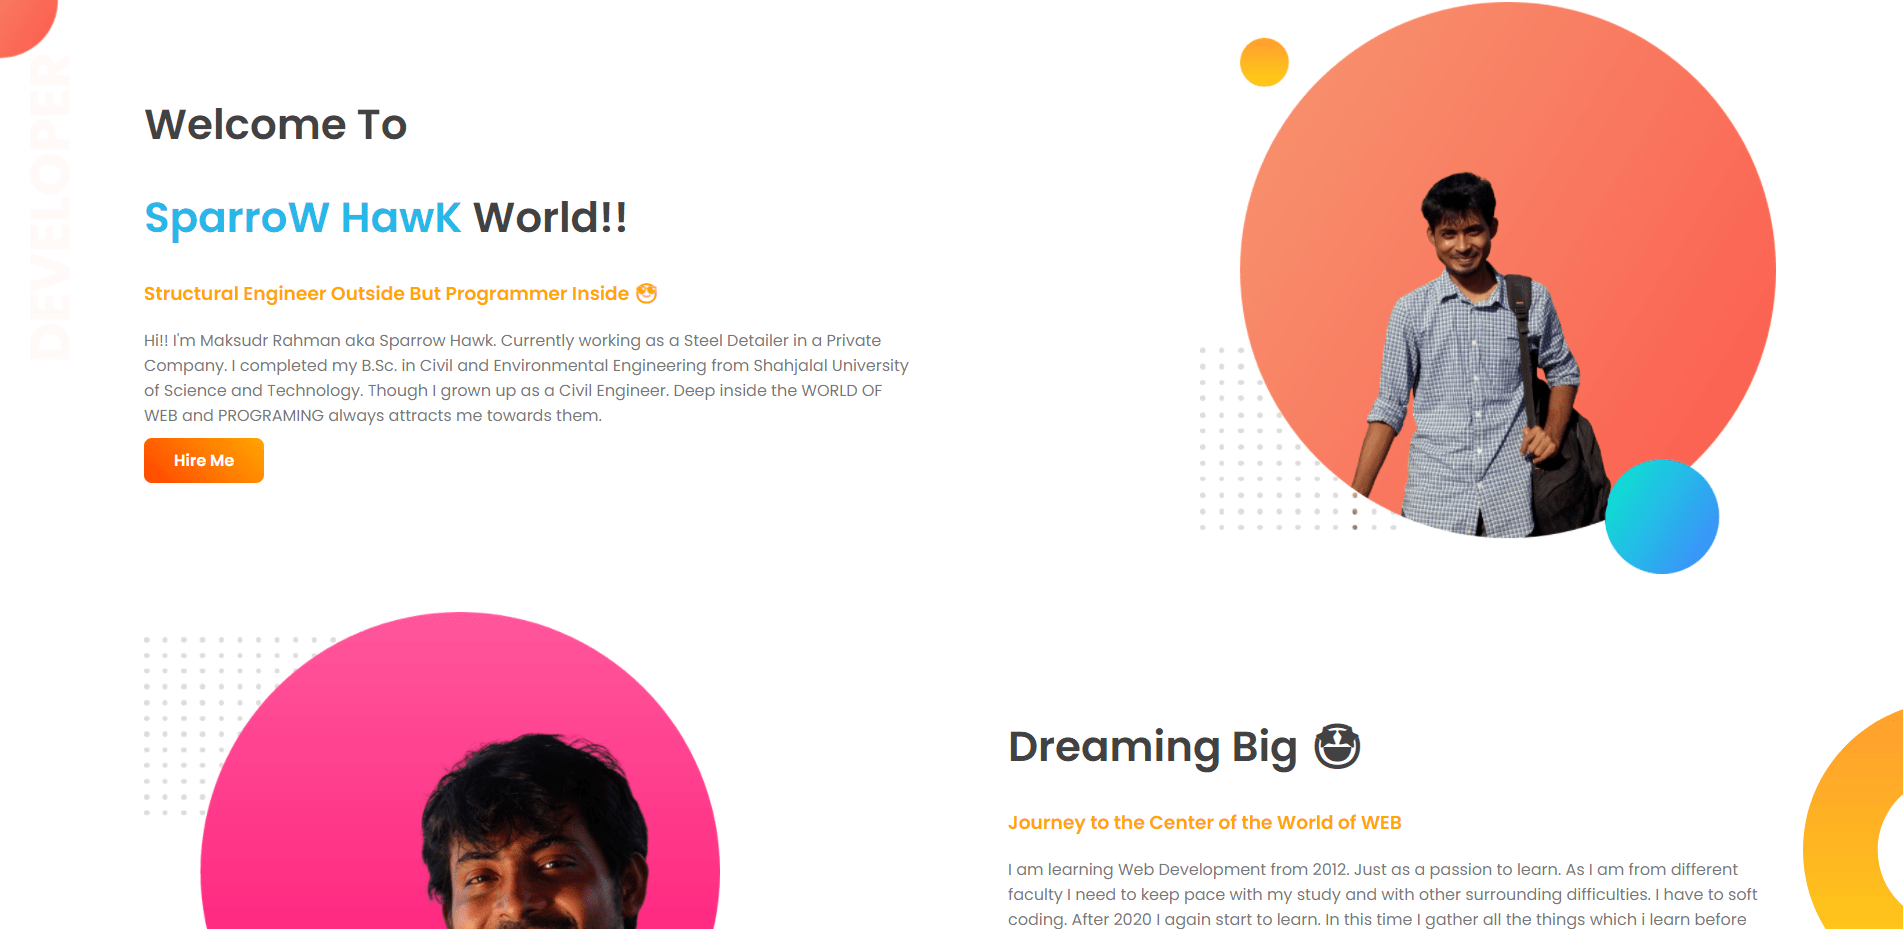 DEVELOPER
Welcome To
SparroW HawK World!!
Structural Engineer Outside But Programmer Inside
Hi!! I'm Maksudr Rahman aka Sparrow Hawk. Currently working as a Steel Detailer in a Private
Company. I completed my B.Sc. in Civil and Environmental Engineering from Shahjalal University
of Science and Technology. Though I grown up as a Civil Engineer. Deep inside the WORLD OF
WEB and PROGRAMING always attracts me towards them.
Hire Me
Dreaming Big
Journey to the Center of the World of WEB
I am learning Web Development from 2012. Just as a passion to learn. As I am from different
faculty I need to keep pace with my study and with other surrounding difficulties. I have to soft
coding. After 2020 I again start to learn. In this time I gather all the things which i learn before